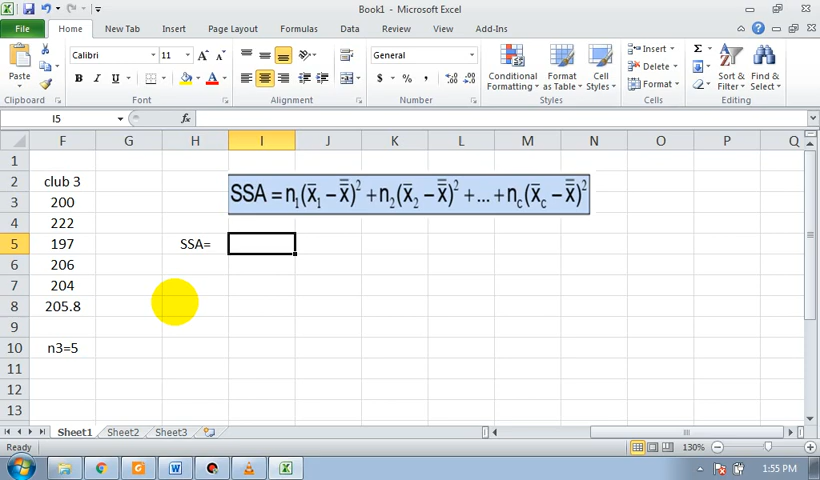 Book1 - Microsoft Excel
File Home Insert Page Layout Formulas Data Review View Add-Ins
Paste
Calibri 11 A A
B I U A
General
$ % , .0 .00 .00 .0
Conditional Formatting
Format as Table
Cell Styles
Insert
Delete
Format
Σ
Sort & Filter
Find & Select
Clipboard Font Alignment Number Styles Cells Editing
I5 fx
F G H I J K L M N O P Q
1
2 club 3
SSA = n₁(x̄₁ – x̿)² + n₂(x̄₂ – x̿)² + ... + n꜀(x̄꜀ – x̿)²
3 200
4 222
5 197 SSA=
6 206
7 204
8 205.8
9
10 n3=5
11
12
13
Sheet1 Sheet2 Sheet3
Ready 130%
1:55 PM